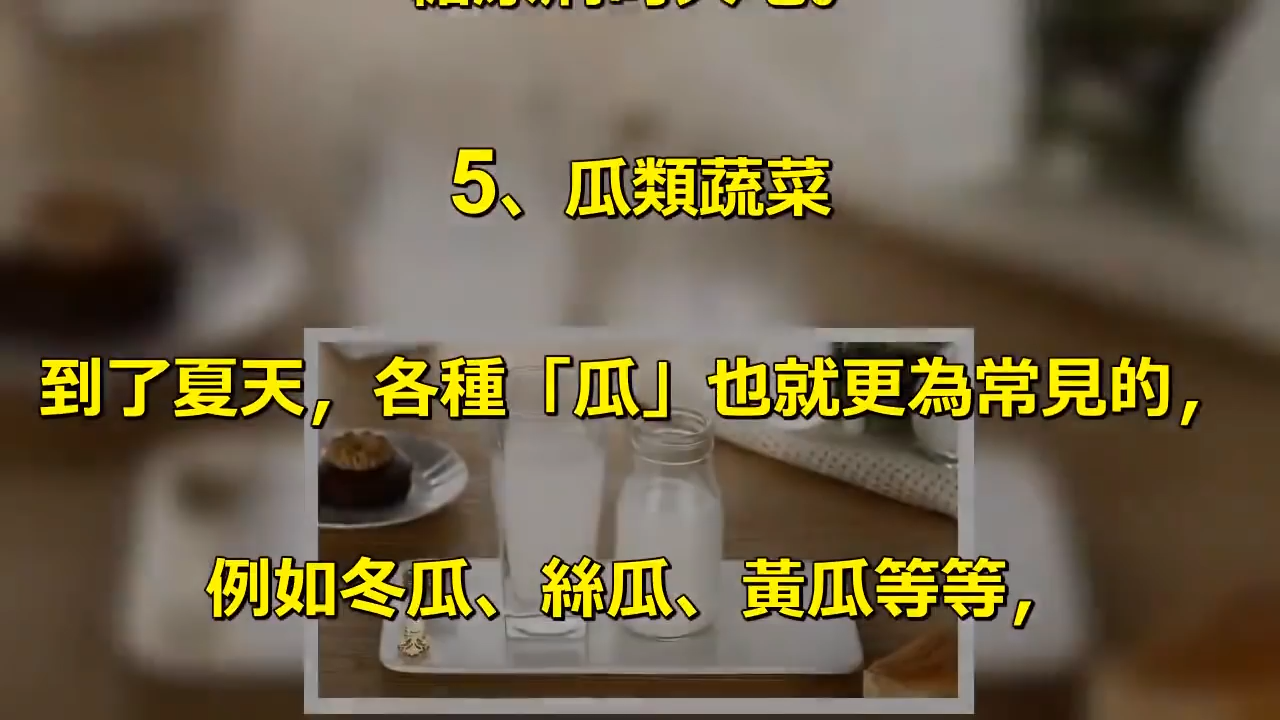 5、瓜類蔬菜
到了夏天，各種「瓜」也就更為常見的，
例如冬瓜、絲瓜、黃瓜等等，